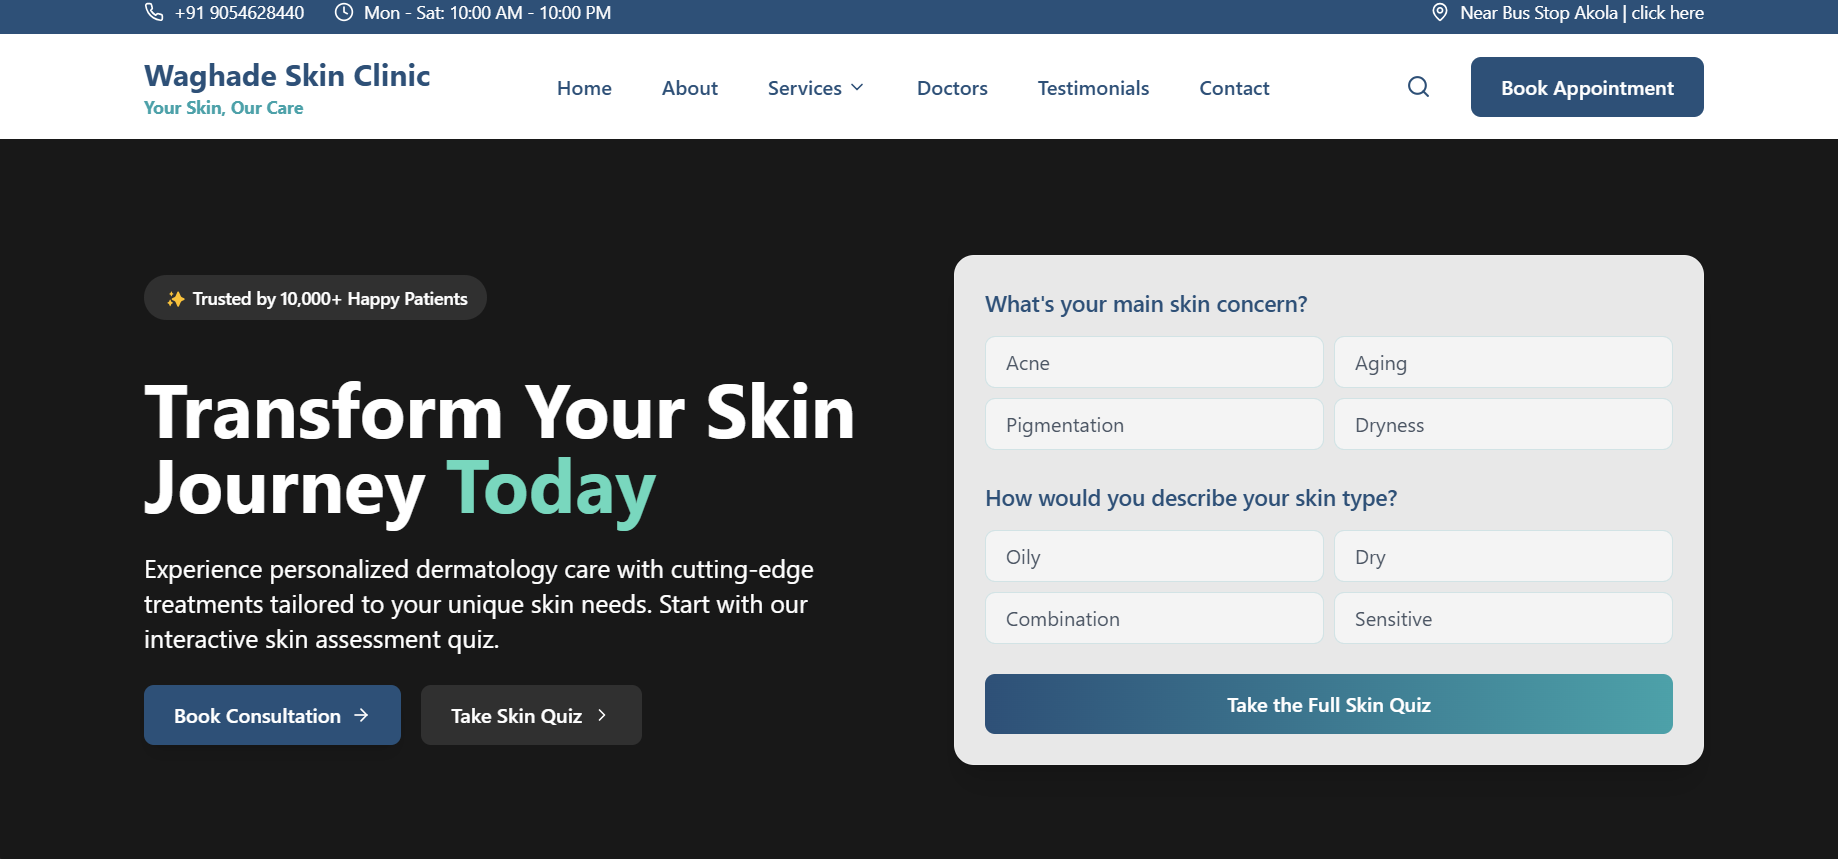 +91 9054628440
Mon - Sat: 10:00 AM - 10:00 PM
Near Bus Stop Akola | click here
Waghade Skin Clinic
Your Skin, Our Care
Home
About
Services
Doctors
Testimonials
Contact
Book Appointment
✨ Trusted by 10,000+ Happy Patients
Transform Your Skin
Journey Today
Experience personalized dermatology care with cutting-edge
treatments tailored to your unique skin needs. Start with our
interactive skin assessment quiz.
Book Consultation
Take Skin Quiz
What's your main skin concern?
Acne
Aging
Pigmentation
Dryness
How would you describe your skin type?
Oily
Dry
Combination
Sensitive
Take the Full Skin Quiz